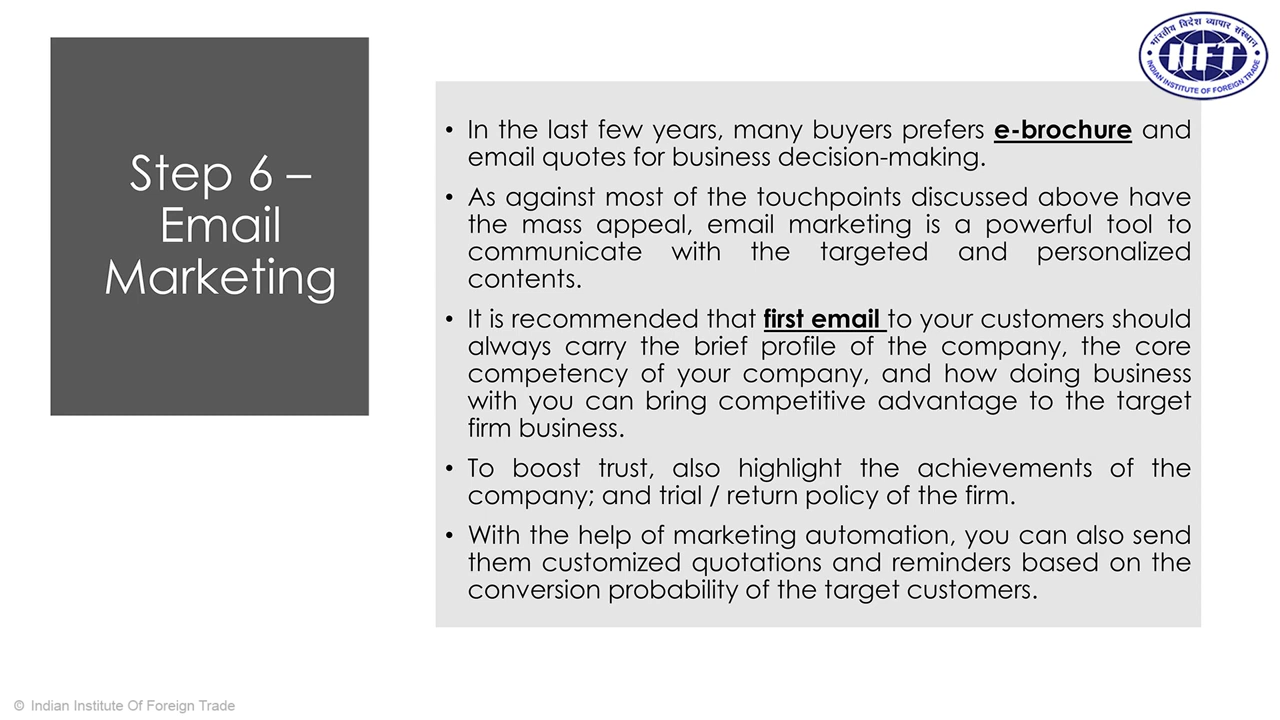 Step 6 –
Email
Marketing
• In the last few years, many buyers prefers e-brochure and
email quotes for business decision-making.
• As against most of the touchpoints discussed above have
the mass appeal, email marketing is a powerful tool to
communicate with the targeted and personalized
contents.
• It is recommended that first email to your customers should
always carry the brief profile of the company, the core
competency of your company, and how doing business
with you can bring competitive advantage to the target
firm business.
• To boost trust, also highlight the achievements of the
company; and trial / return policy of the firm.
• With the help of marketing automation, you can also send
them customized quotations and reminders based on the
conversion probability of the target customers.
भारतीय विदेश व्यापार संस्थान
IIFT
INDIAN INSTITUTE OF FOREIGN TRADE
© Indian Institute Of Foreign Trade